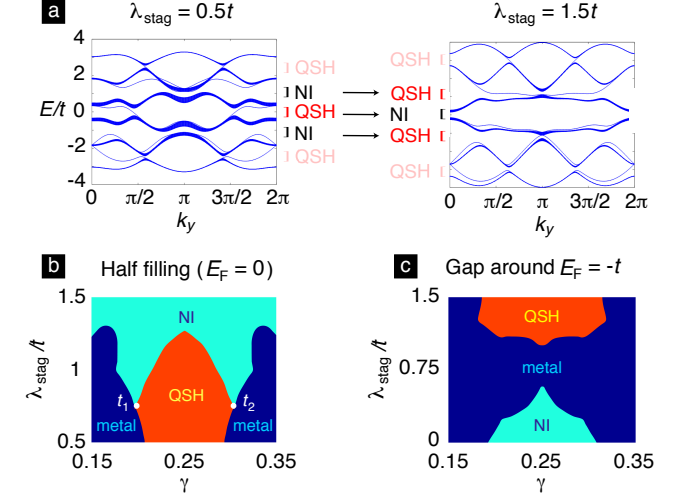 a
λstag = 0.5t
λstag = 1.5t
4
2
E/t
0
-2
-4
0 π/2 π 3π/2 2π
ky
QSH
NI
QSH
NI
QSH
QSH
QSH
NI
QSH
QSH
0 π/2 π 3π/2 2π
ky
b
Half filling (EF = 0)
1.5
λstag/t
1
0.5
NI
QSH
t1
t2
metal
metal
0.15 0.25 0.35
γ
c
Gap around EF = -t
1.5
λstag/t
0.75
0
QSH
metal
NI
0.15 0.25 0.35
γ